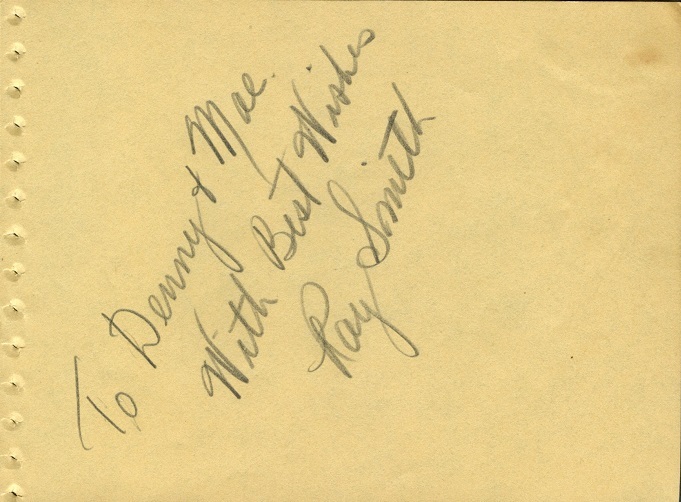 To Denny & Mae.
With Best Wishes
Ray Smith